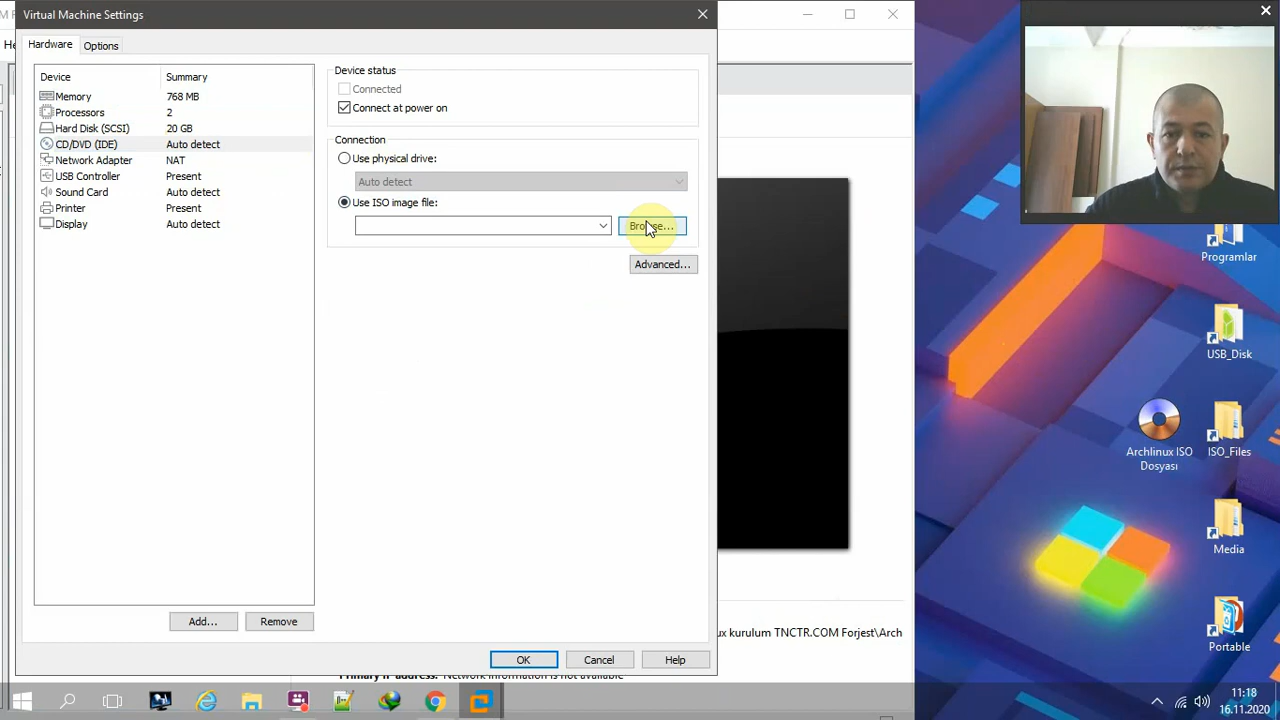 Virtual Machine Settings
Hardware
Options
Device Summary
Memory 768 MB
Processors 2
Hard Disk (SCSI) 20 GB
CD/DVD (IDE) Auto detect
Network Adapter NAT
USB Controller Present
Sound Card Auto detect
Printer Present
Display Auto detect
Add...
Remove
Device status
Connected
Connect at power on
Connection
Use physical drive:
Auto detect
Use ISO image file:
Browse...
Advanced...
OK
Cancel
Help
kurulum TNCTR.COM Forjest\Arch
Primary IP address: Network information is not available
Programlar
USB_Disk
Archlinux ISO
Dosyası
ISO_Files
Media
Portable
11:18
16.11.2020